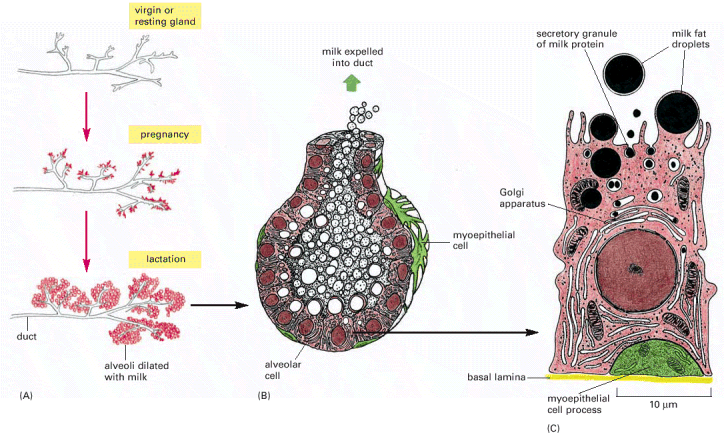 virgin or
resting gland
pregnancy
lactation
duct
alveoli dilated
with milk
(A)
milk expelled
into duct
myoepithelial
cell
alveolar
cell
(B)
secretory granule
of milk protein
milk fat
droplets
Golgi
apparatus
basal lamina
myoepithelial
cell process
10 µm
(C)